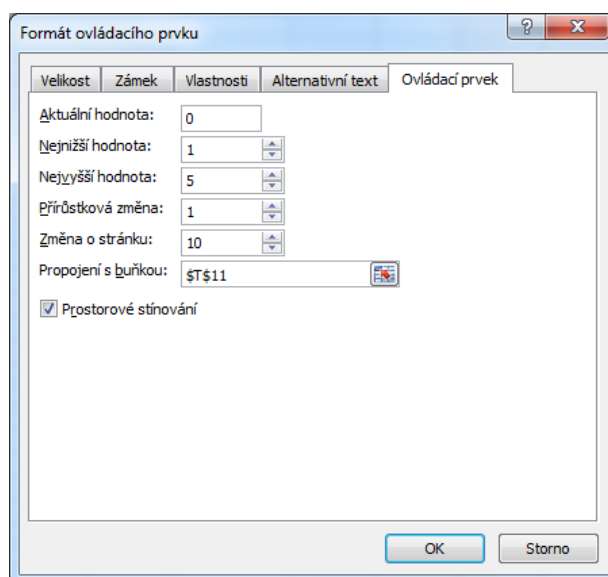 Formát ovládacího prvku
Velikost Zámek Vlastnosti Alternativní text Ovládací prvek
Aktuální hodnota: 0
Nejnižší hodnota: 1
Nejvyšší hodnota: 5
Přírůstková změna: 1
Změna o stránku: 10
Propojení s buňkou: $T$11
Prostorové stínování
OK Storno